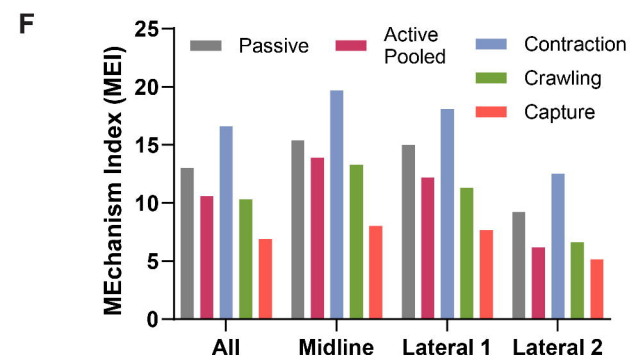 F
MEchanism Index (MEI)
25
20
15
10
5
0
Passive
Active
Pooled
Contraction
Crawling
Capture
All
Midline
Lateral 1
Lateral 2